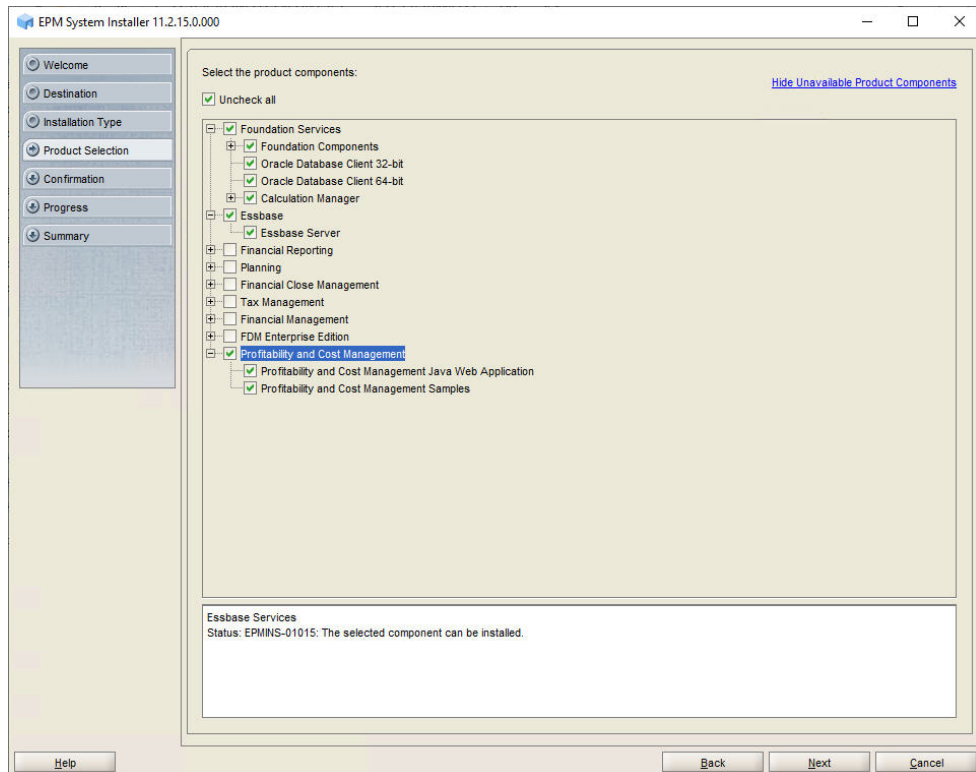 EPM System Installer 11.2.15.0.000
Welcome
Destination
Installation Type
Product Selection
Confirmation
Progress
Summary
Select the product components:
Hide Unavailable Product Components
Uncheck all
Foundation Services
Foundation Components
Oracle Database Client 32-bit
Oracle Database Client 64-bit
Calculation Manager
Essbase
Essbase Server
Financial Reporting
Planning
Financial Close Management
Tax Management
Financial Management
FDM Enterprise Edition
Profitability and Cost Management
Profitability and Cost Management Java Web Application
Profitability and Cost Management Samples
Essbase Services
Status: EPMINS-01015: The selected component can be installed.
Help
Back
Next
Cancel